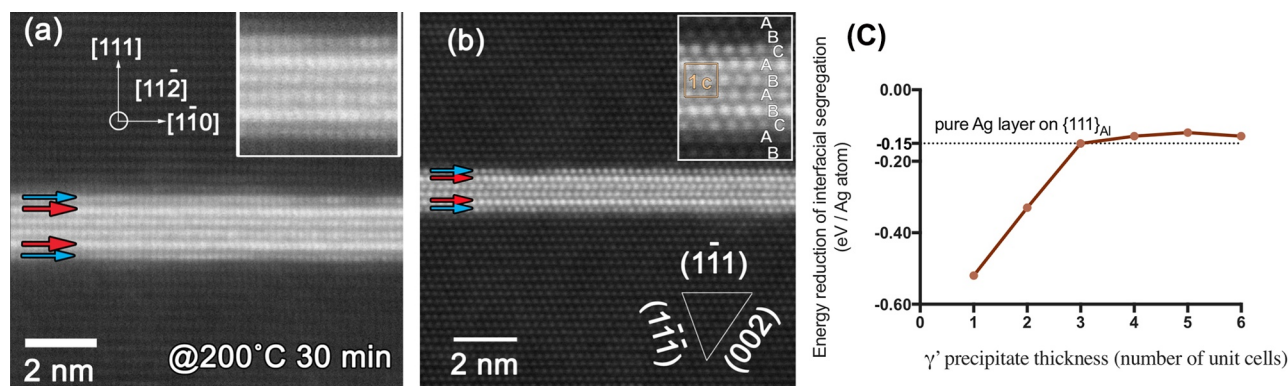 (a)
[111]
[112̄]
[11̄0]
@200°C 30 min
2 nm
(b)
A
B
C
A
B
A
B
C
A
B
1c
(11̄1)
(11̄1̄)
(002)
2 nm
(C)
Energy reduction of interfacial segregation
(eV / Ag atom)
0.00
-0.15
-0.20
-0.40
-0.60
pure Ag layer on {111}Al
0 1 2 3 4 5 6
γ' precipitate thickness (number of unit cells)